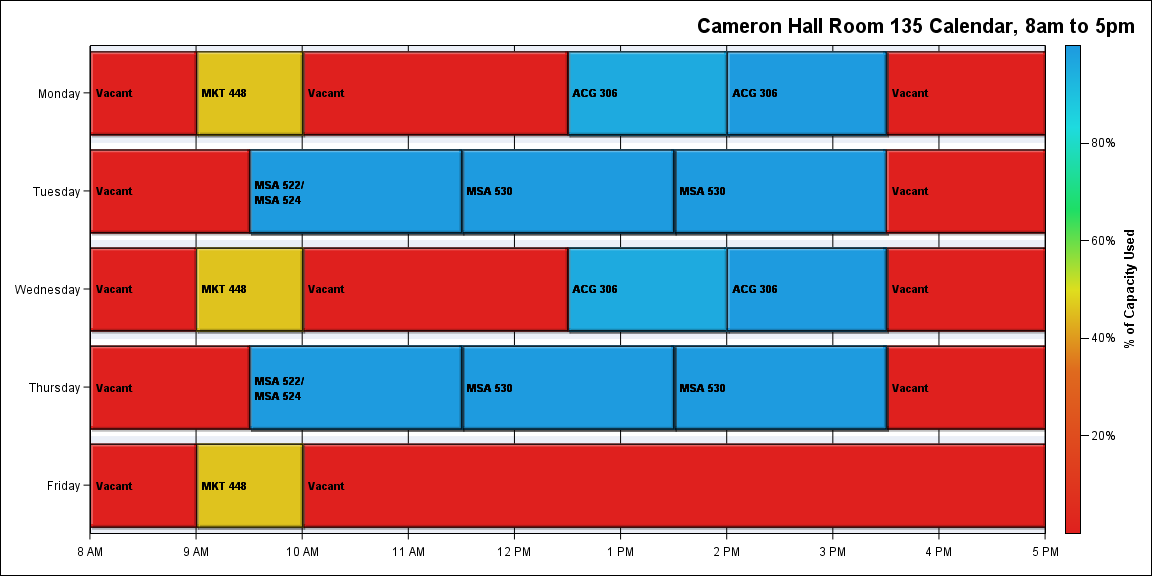 Cameron Hall Room 135 Calendar, 8am to 5pm
Monday
Vacant
MKT 448
Vacant
ACG 306
ACG 306
Vacant
Tuesday
Vacant
MSA 522/
MSA 524
MSA 530
MSA 530
Vacant
Wednesday
Vacant
MKT 448
Vacant
ACG 306
ACG 306
Vacant
Thursday
Vacant
MSA 522/
MSA 524
MSA 530
MSA 530
Vacant
Friday
Vacant
MKT 448
Vacant
8 AM
9 AM
10 AM
11 AM
12 PM
1 PM
2 PM
3 PM
4 PM
5 PM
80%
60%
40%
20%
% of Capacity Used